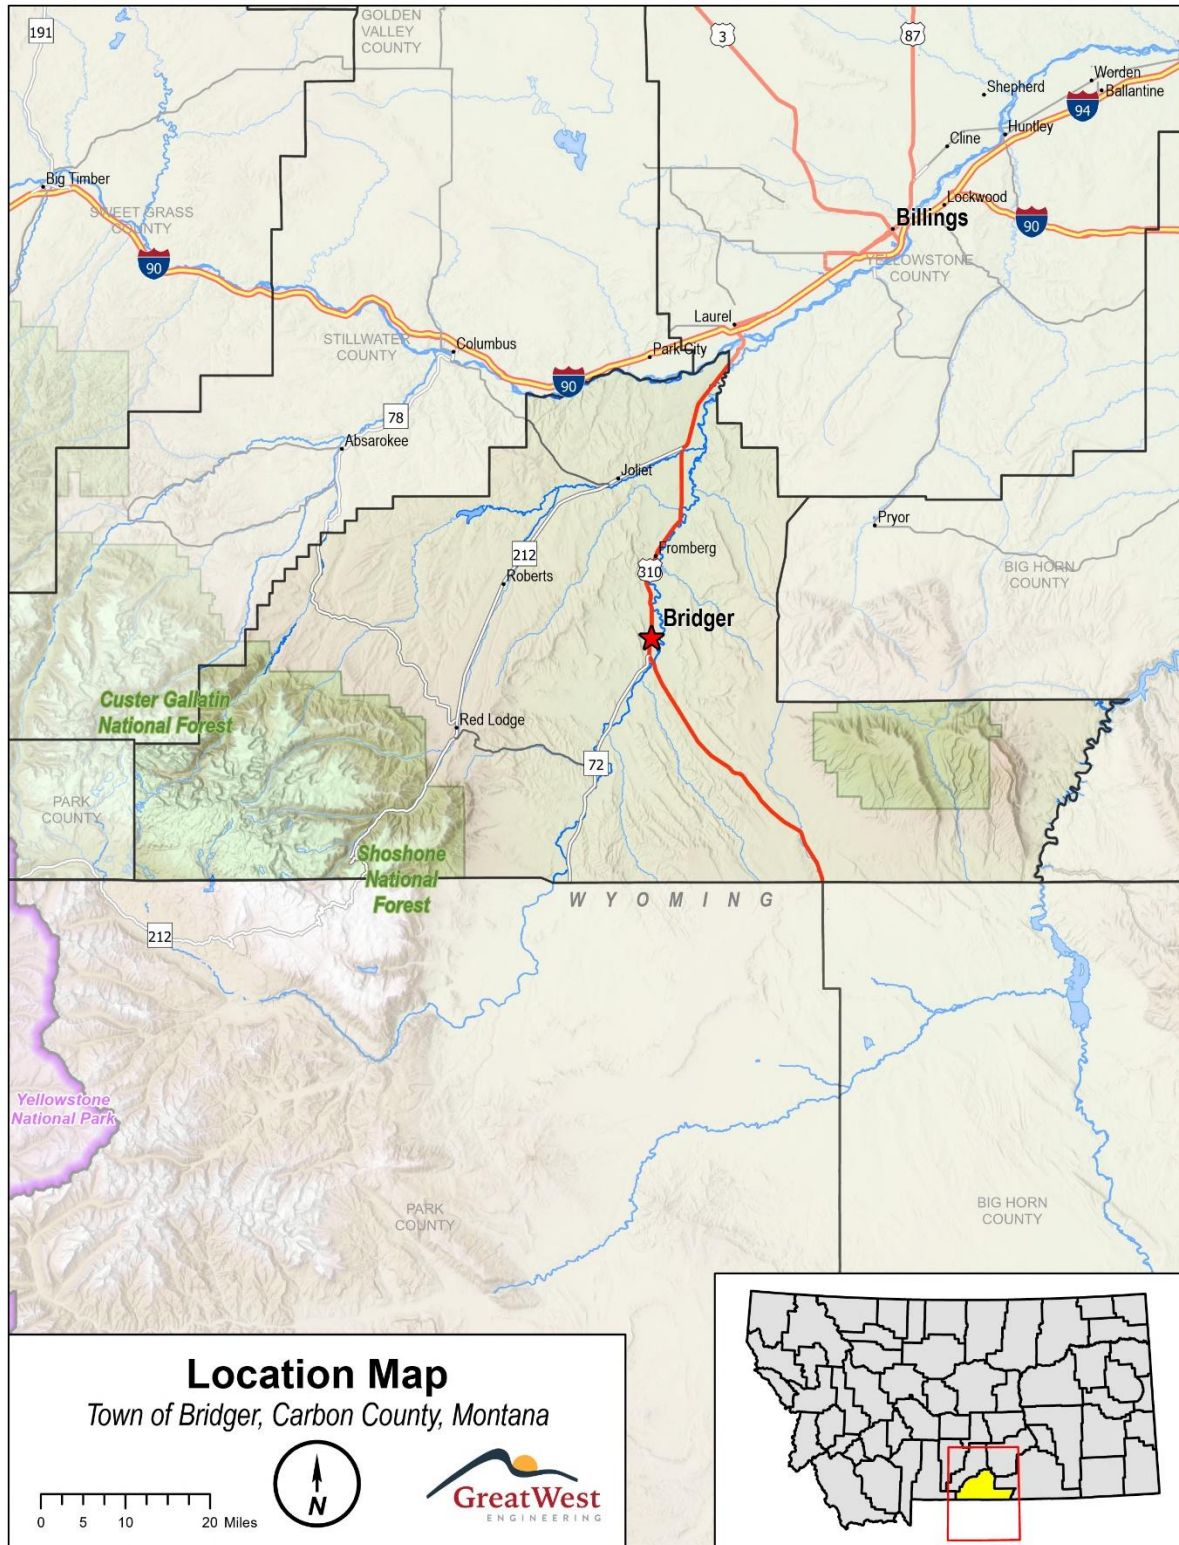 191
GOLDEN
VALLEY
COUNTY
3
87
Shepherd
Worden
Ballantine
94
Huntley
Cline
Big Timber
SWEET GRASS
COUNTY
Lockwood
Billings
90
90
YELLOWSTONE
COUNTY
Laurel
STILLWATER
COUNTY
Columbus
Park City
90
78
Absarokee
Joliet
Pryor
212
Fromberg
310
Roberts
BIG HORN
COUNTY
Bridger
Custer Gallatin
National Forest
Red Lodge
72
PARK
COUNTY
Shoshone
National
Forest
WYOMING
212
Yellowstone
National Park
PARK
COUNTY
BIG HORN
COUNTY
Location Map
Town of Bridger, Carbon County, Montana
N
GreatWest
ENGINEERING
0 5 10 20 Miles